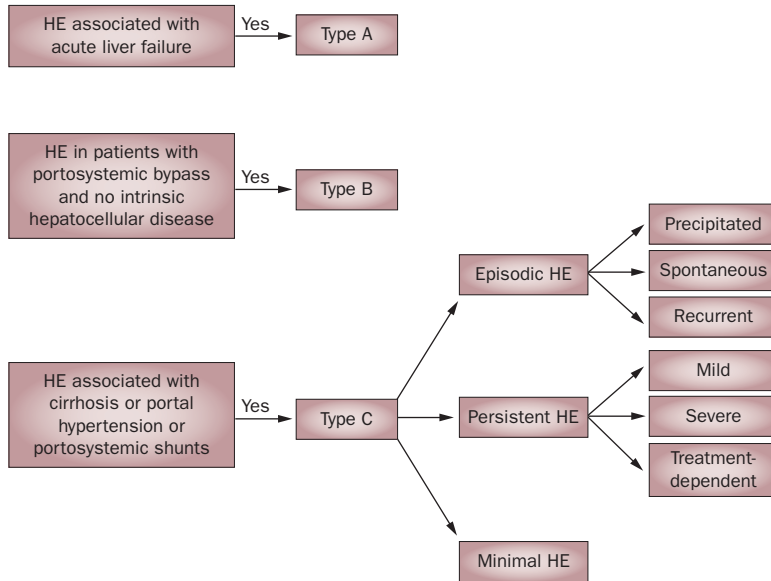 HE associated with
acute liver failure
Yes
Type A
HE in patients with
portosystemic bypass
and no intrinsic
hepatocellular disease
Yes
Type B
HE associated with
cirrhosis or portal
hypertension or
portosystemic shunts
Yes
Type C
Episodic HE
Precipitated
Spontaneous
Recurrent
Persistent HE
Mild
Severe
Treatment-
dependent
Minimal HE